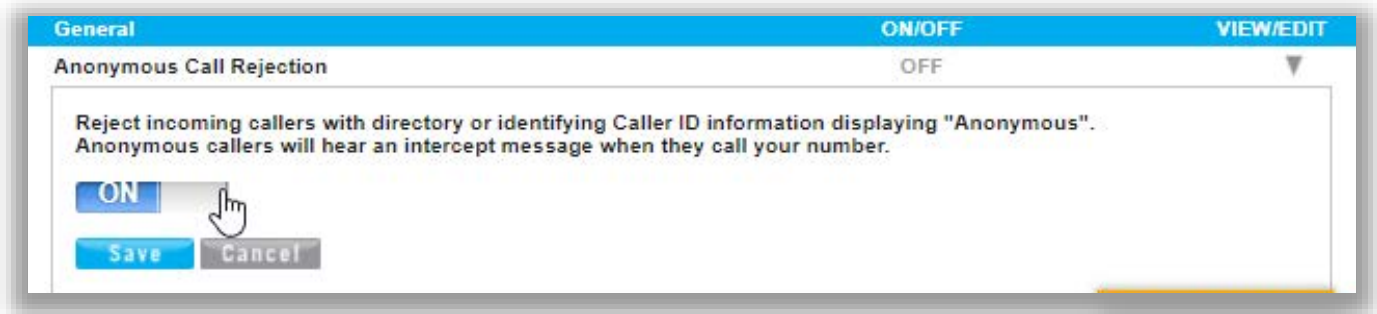 General ON/OFF VIEW/EDIT
Anonymous Call Rejection OFF
Reject incoming callers with directory or identifying Caller ID information displaying "Anonymous".
Anonymous callers will hear an intercept message when they call your number.
ON
Save Cancel